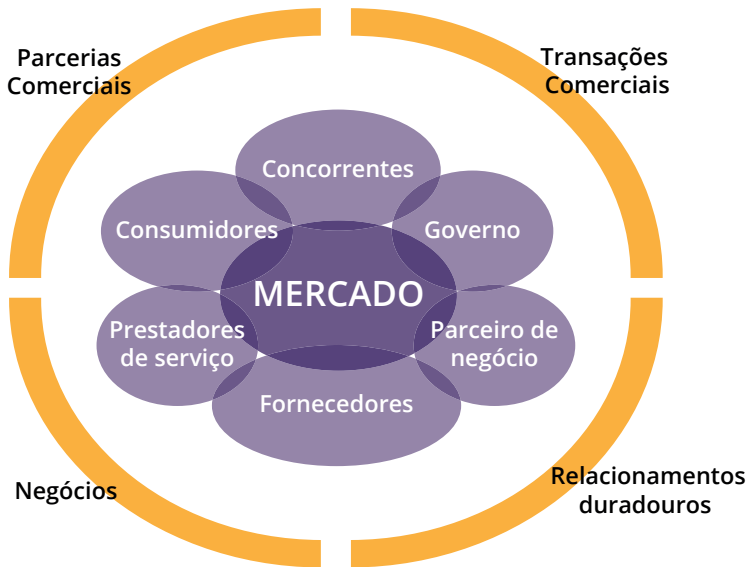 Parcerias
Comerciais
Transações
Comerciais
Concorrentes
Consumidores
Governo
MERCADO
Prestadores
de serviço
Parceiro de
negócio
Fornecedores
Negócios
Relacionamentos
duradouros